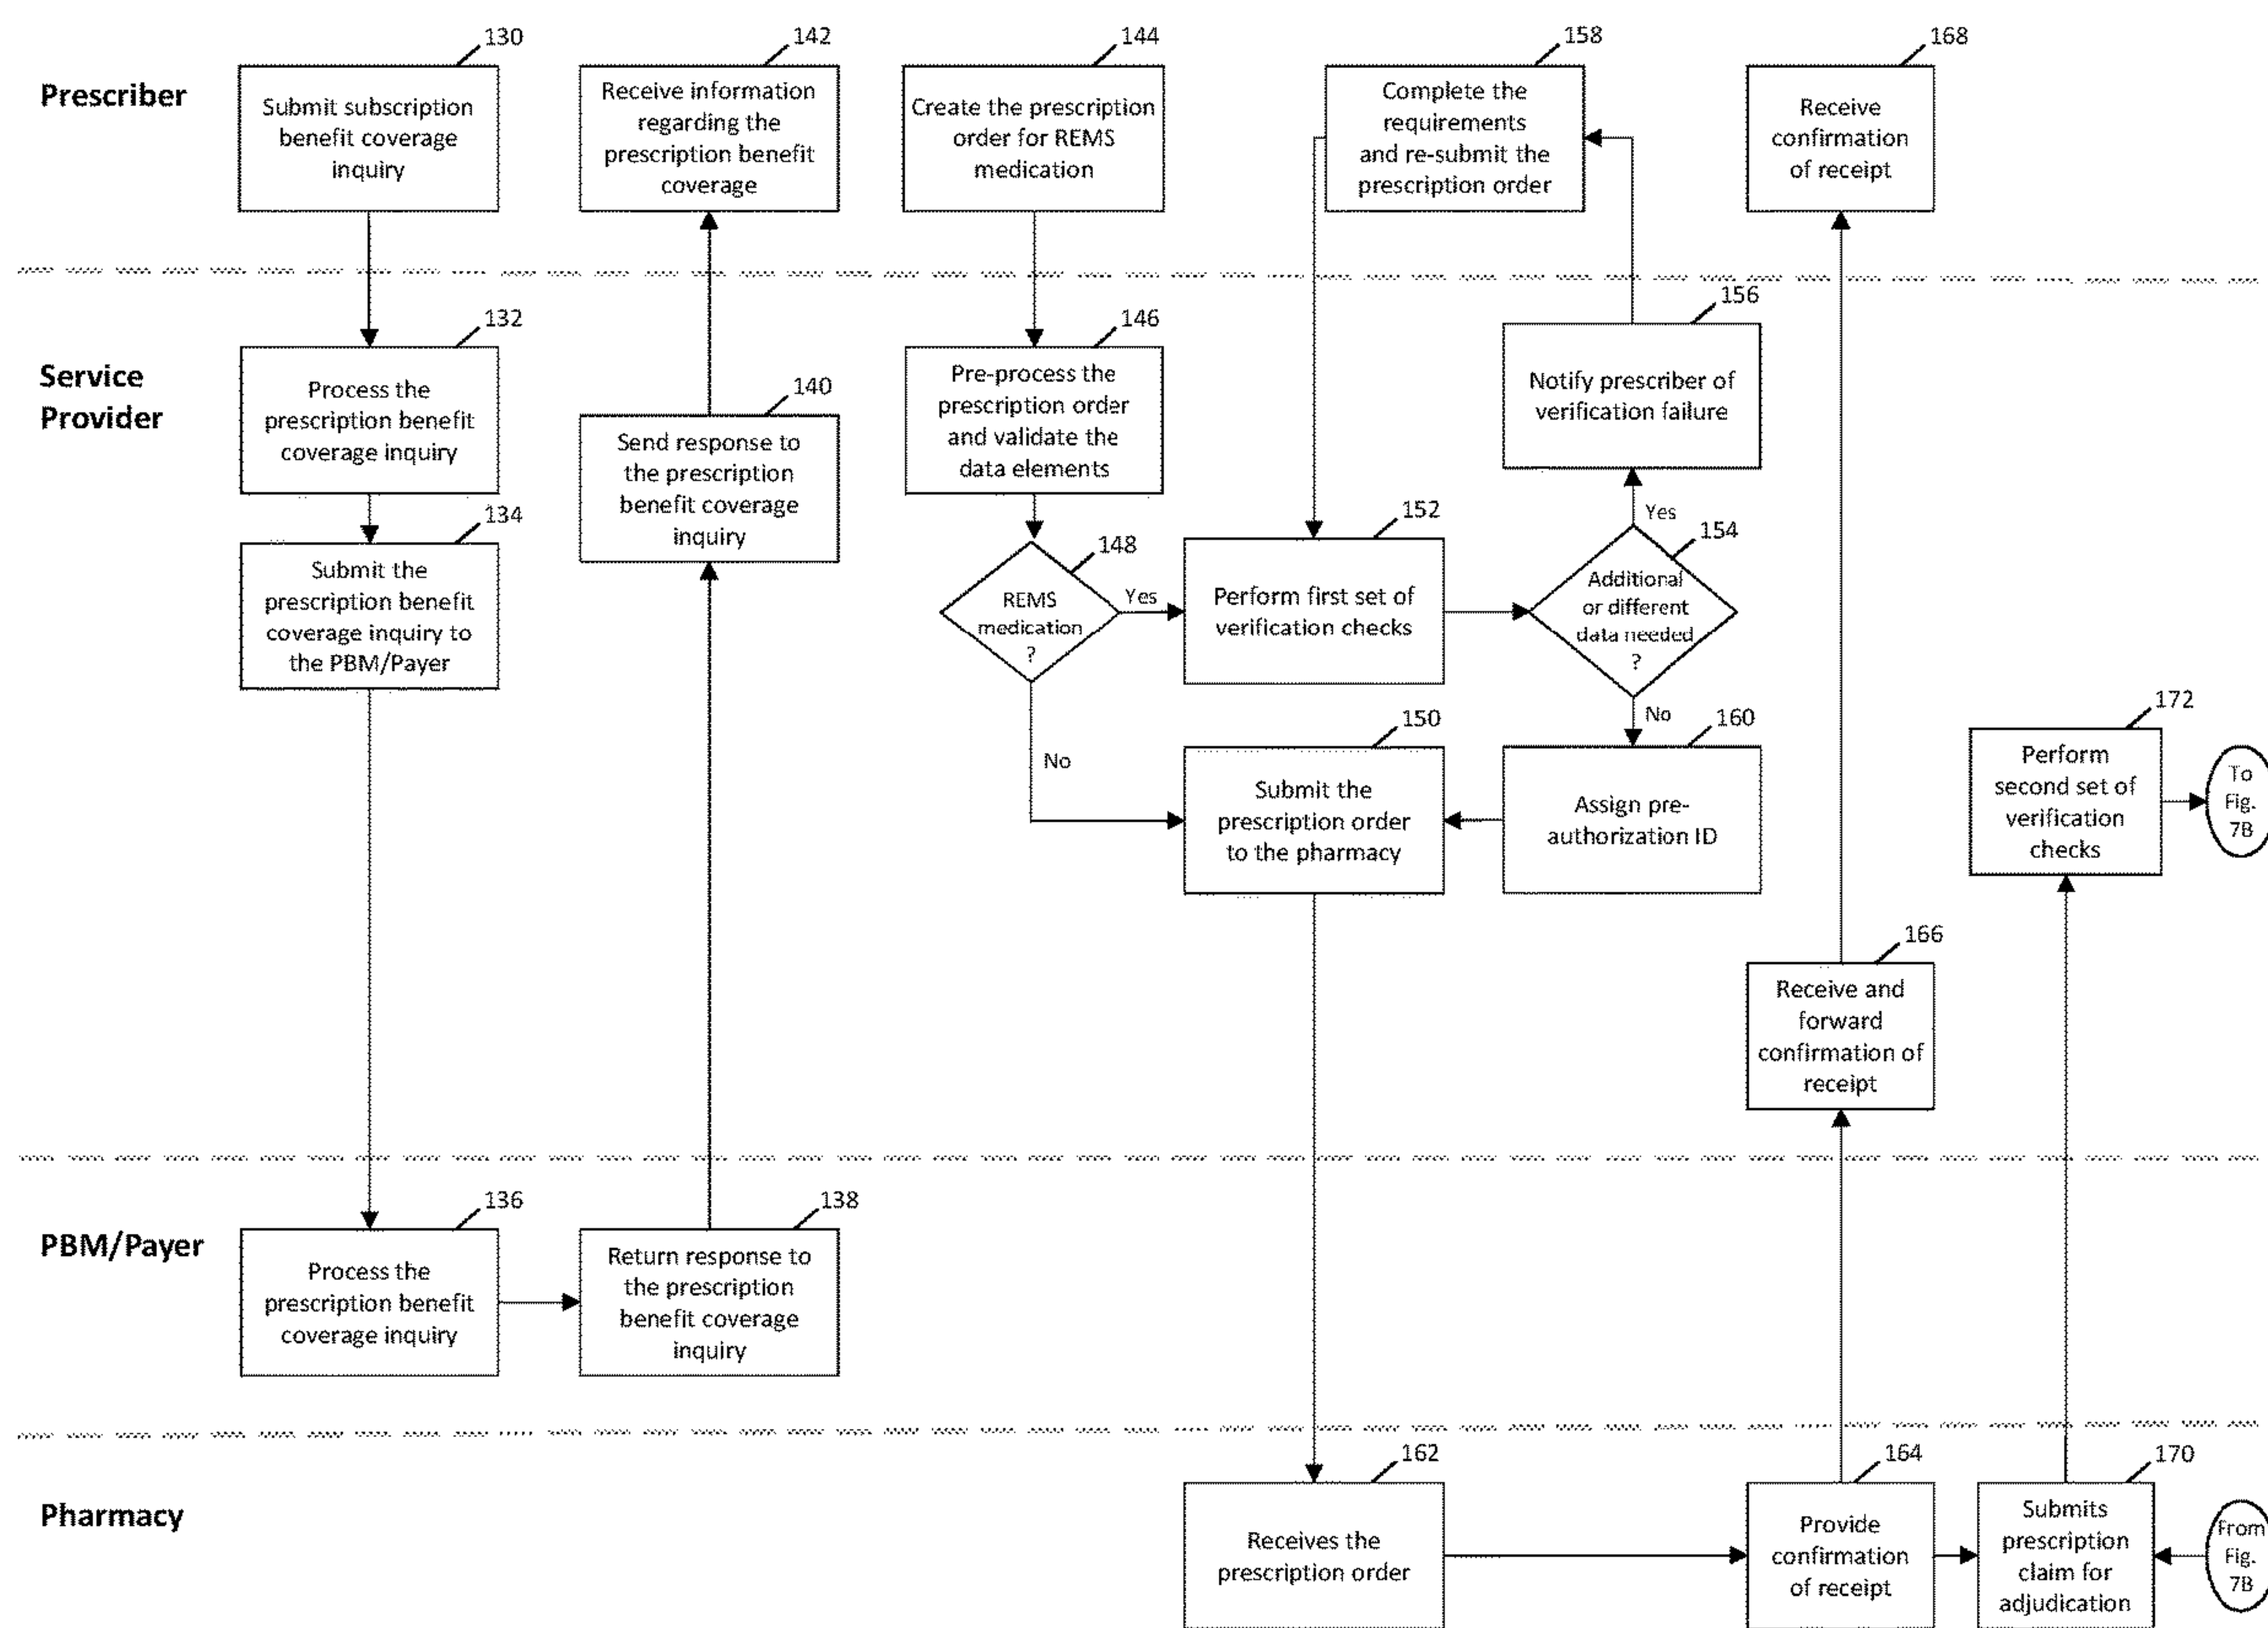 130
142
144
158
168
Prescriber
Submit subscription
benefit coverage
inquiry
Receive information
regarding the
prescription benefit
coverage
Create the prescription
order for REMS
medication
Complete the
requirements
and re-submit the
prescription order
Receive
confirmation
of receipt
132
140
146
156
Service
Provider
Process the
prescription benefit
coverage inquiry
Send response to
the prescription
benefit coverage
inquiry
Pre-process the
prescription order
and validate the
data elements
Notify prescriber of
verification failure
134
Submit the
prescription benefit
coverage inquiry to
the PBM/Payer
148
REMS
medication
?
Yes
No
152
Perform first set of
verification checks
154
Additional
or different
data needed
?
Yes
No
150
Submit the
prescription order
to the pharmacy
160
Assign pre-
authorization ID
172
Perform
second set of
verification
checks
To
Fig.
7B
166
Receive and
forward
confirmation of
receipt
136
138
PBM/Payer
Process the
prescription benefit
coverage inquiry
Return response to
the prescription
benefit coverage
inquiry
162
164
170
Pharmacy
Receives the
prescription order
Provide
confirmation
of receipt
Submits
prescription
claim for
adjudication
From
Fig.
7B